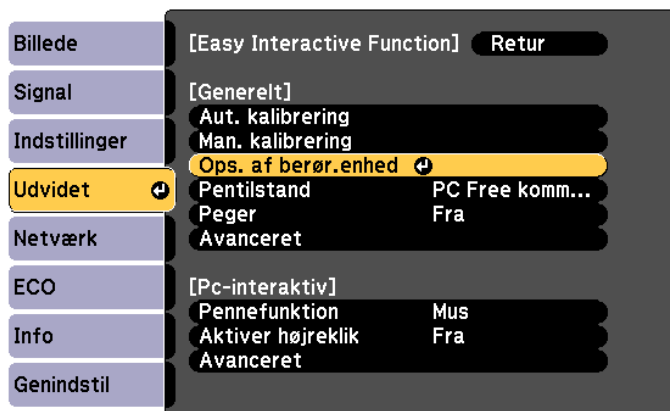 Billede
Signal
Indstillinger
Udvidet
Netværk
ECO
Info
Genindstil
[Easy Interactive Function] Retur
[Generelt]
Aut. kalibrering
Man. kalibrering
Ops. af berør.enhed
Pentilstand PC Free komm...
Peger Fra
Avanceret
[Pc-interaktiv]
Pennefunktion Mus
Aktiver højreklik Fra
Avanceret